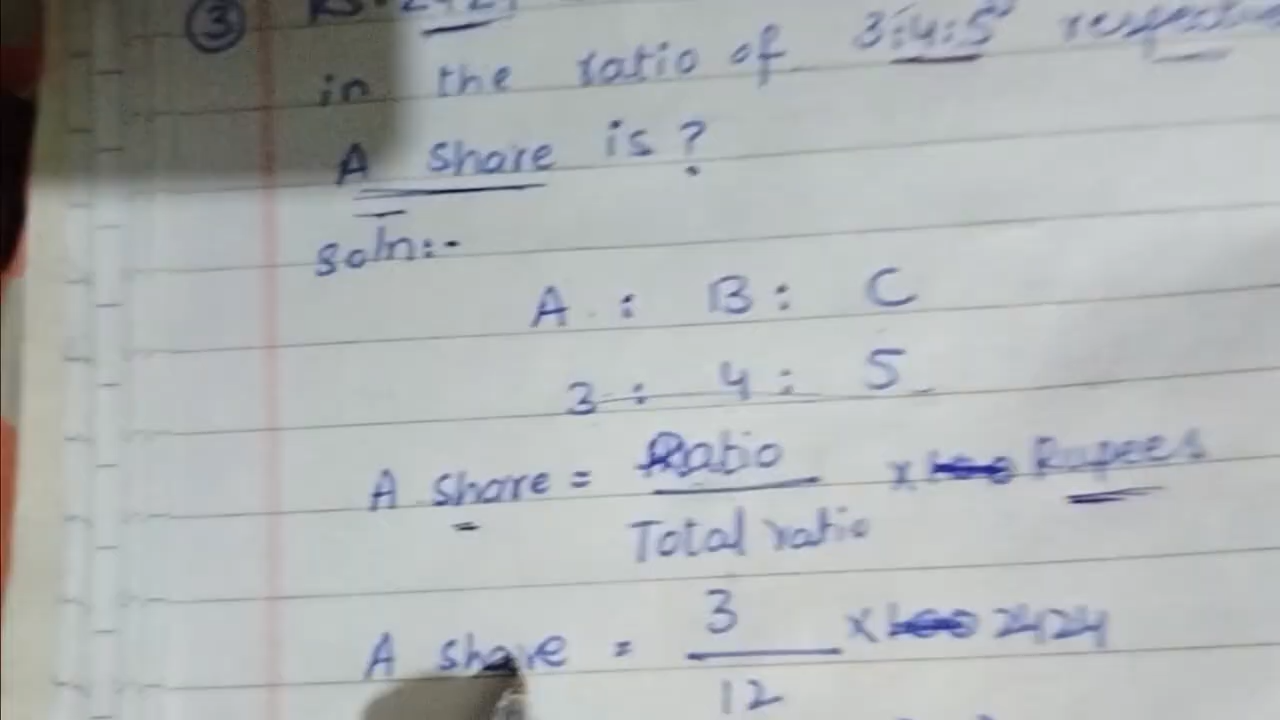 ③
in the ratio of 3:4:5
A share is ?
Soln:-
A : B : C
3 : 4 : 5
A share = Ratio × Rupees
Total ratio
A share = 3 × 2424
12